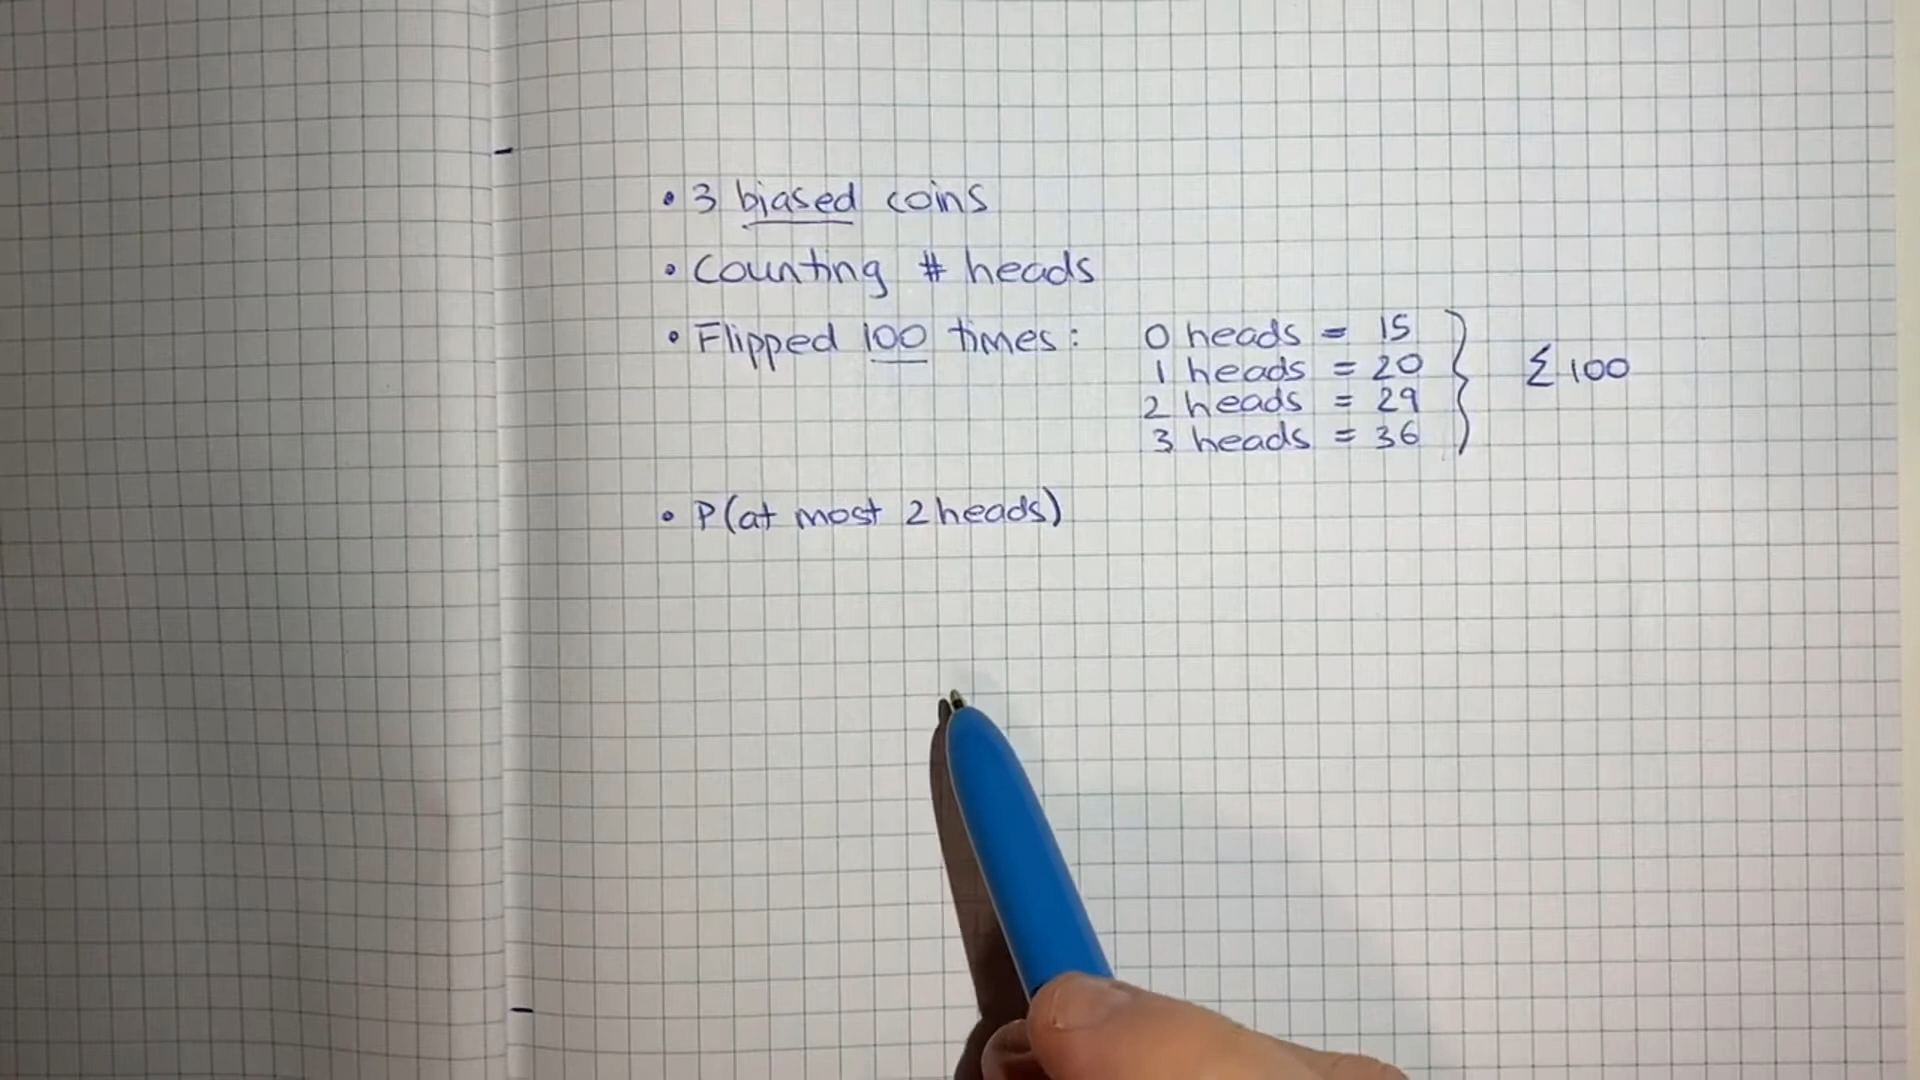 • 3 biased coins
• Counting # heads
• Flipped 100 times: 0 heads = 15
1 heads = 20
2 heads = 29
3 heads = 36
Σ 100
• P(at most 2 heads)